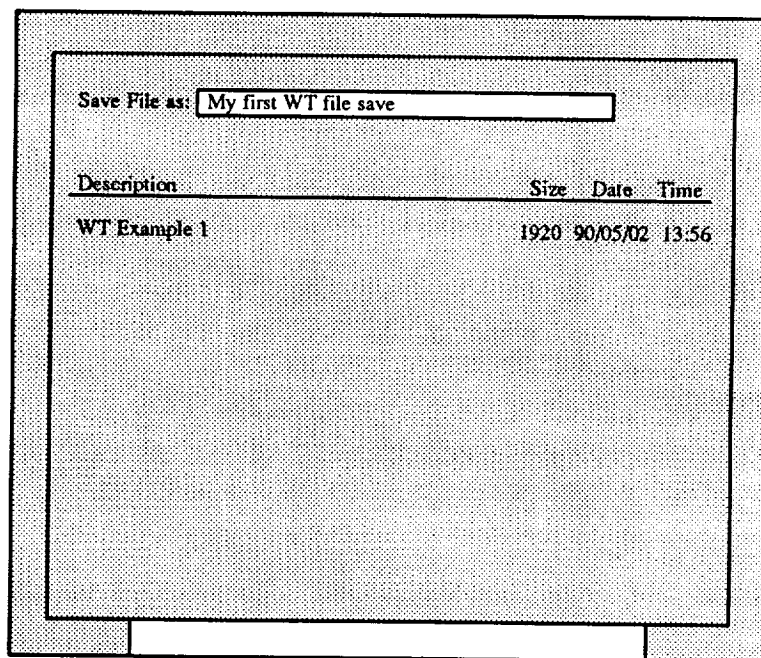 Save File as: My first WT file save
Description Size Date Time
WT Example 1 1920 90/05/02 13:56